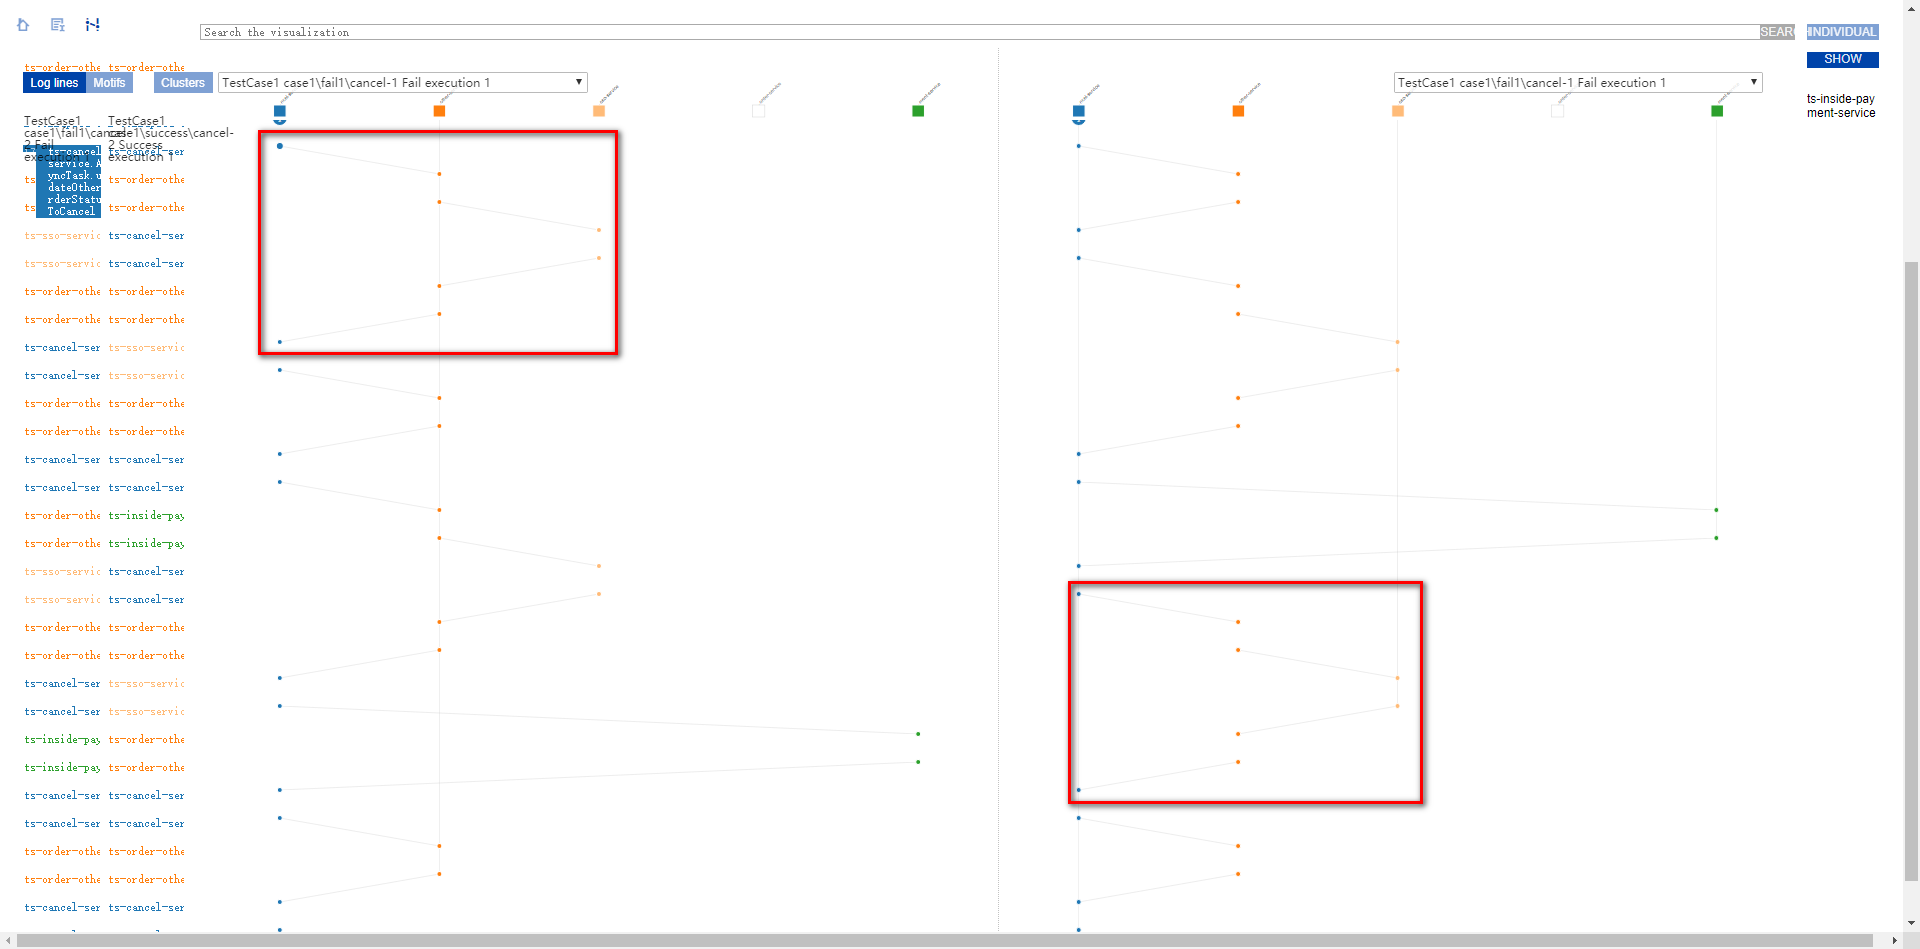 Search the visualization
SEAR
INDIVIDUAL
SHOW
ts-order-othe ts-order-othe
Log lines
Motifs
Clusters
TestCase1 case1\fail1\cancel-1 Fail execution 1
TestCase1 case1\fail1\cancel-1 Fail execution 1
ts-inside-pay
ment-service
TestCase1
case1\fail1\cancel-
2 Fail
execution 1
TestCase1
case1\success\cancel-
2 Success
execution 1
ts-cancel-
service.As
yncTask.up
dateOtherO
rderStatus
ToCancel
ts-cancel-ser
ts-order-othe
ts-order-othe
ts-sso-servic ts-cancel-ser
ts-sso-servic ts-cancel-ser
ts-order-othe ts-order-othe
ts-order-othe ts-order-othe
ts-cancel-ser ts-sso-servic
ts-cancel-ser ts-sso-servic
ts-order-othe ts-order-othe
ts-order-othe ts-order-othe
ts-cancel-ser ts-cancel-ser
ts-cancel-ser ts-cancel-ser
ts-order-othe ts-inside-pay
ts-order-othe ts-inside-pay
ts-sso-servic ts-cancel-ser
ts-sso-servic ts-cancel-ser
ts-order-othe ts-order-othe
ts-order-othe ts-order-othe
ts-cancel-ser ts-sso-servic
ts-cancel-ser ts-sso-servic
ts-inside-pay ts-order-othe
ts-inside-pay ts-order-othe
ts-cancel-ser ts-cancel-ser
ts-cancel-ser ts-cancel-ser
ts-order-othe ts-order-othe
ts-order-othe ts-order-othe
ts-cancel-ser ts-cancel-ser